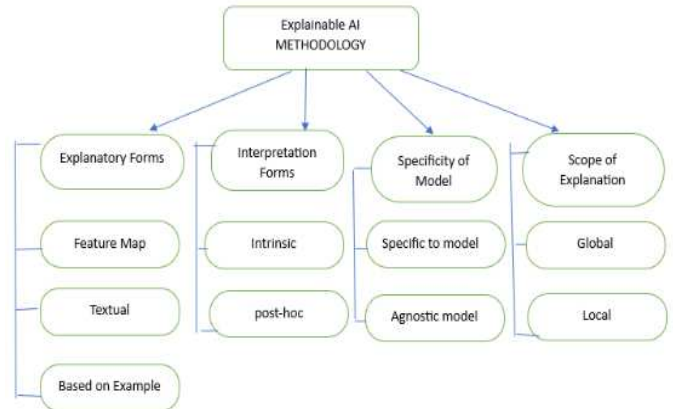 Explainable AI
METHODOLOGY
Explanatory Forms
Interpretation
Forms
Specificity of
Model
Scope of
Explanation
Feature Map
Intrinsic
Specific to model
Global
Textual
post-hoc
Agnostic model
Local
Based on Example